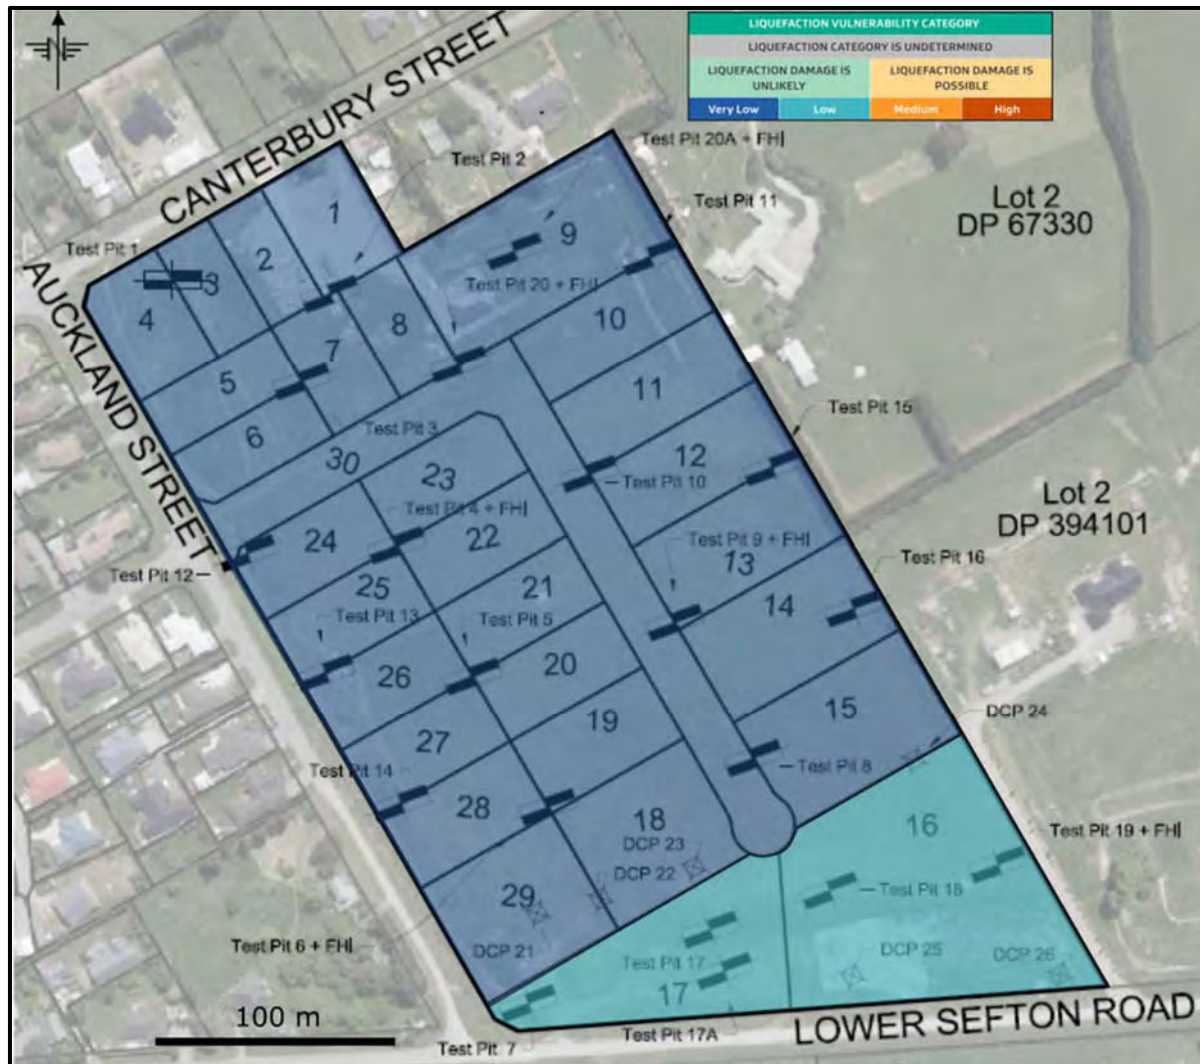 LIQUEFACTION VULNERABILITY CATEGORY
LIQUEFACTION CATEGORY IS UNDETERMINED
LIQUEFACTION DAMAGE IS
UNLIKELY
LIQUEFACTION DAMAGE IS
POSSIBLE
Very Low
Low
Medium
High
N
CANTERBURY STREET
Test Pit 2
Test Pit 20A + FH
Test Pit 11
Lot 2
DP 67330
Test Pit 1
1
2
3
4
9
AUCKLAND STREET
Test Pit 20 + FH
8
10
7
5
11
6
Test Pit 3
Test Pit 15
30
23
12
Test Pit 10
Lot 2
DP 394101
Test Pit 4 + FH
24
22
Test Pit 9 + FH
13
Test Pit 16
Test Pit 12
25
21
Test Pit 13
Test Pit 5
14
26
20
15
DCP 24
19
27
Test Pit 8
Test Pit 14
28
18
DCP 23
16
Test Pit 19 + FH
DCP 22
29
Test Pit 18
Test Pit 6 + FH
DCP 21
Test Pit 17
DCP 25
DCP 26
17
100 m
Test Pit 17A
LOWER SEFTON ROAD
Test Pit 7